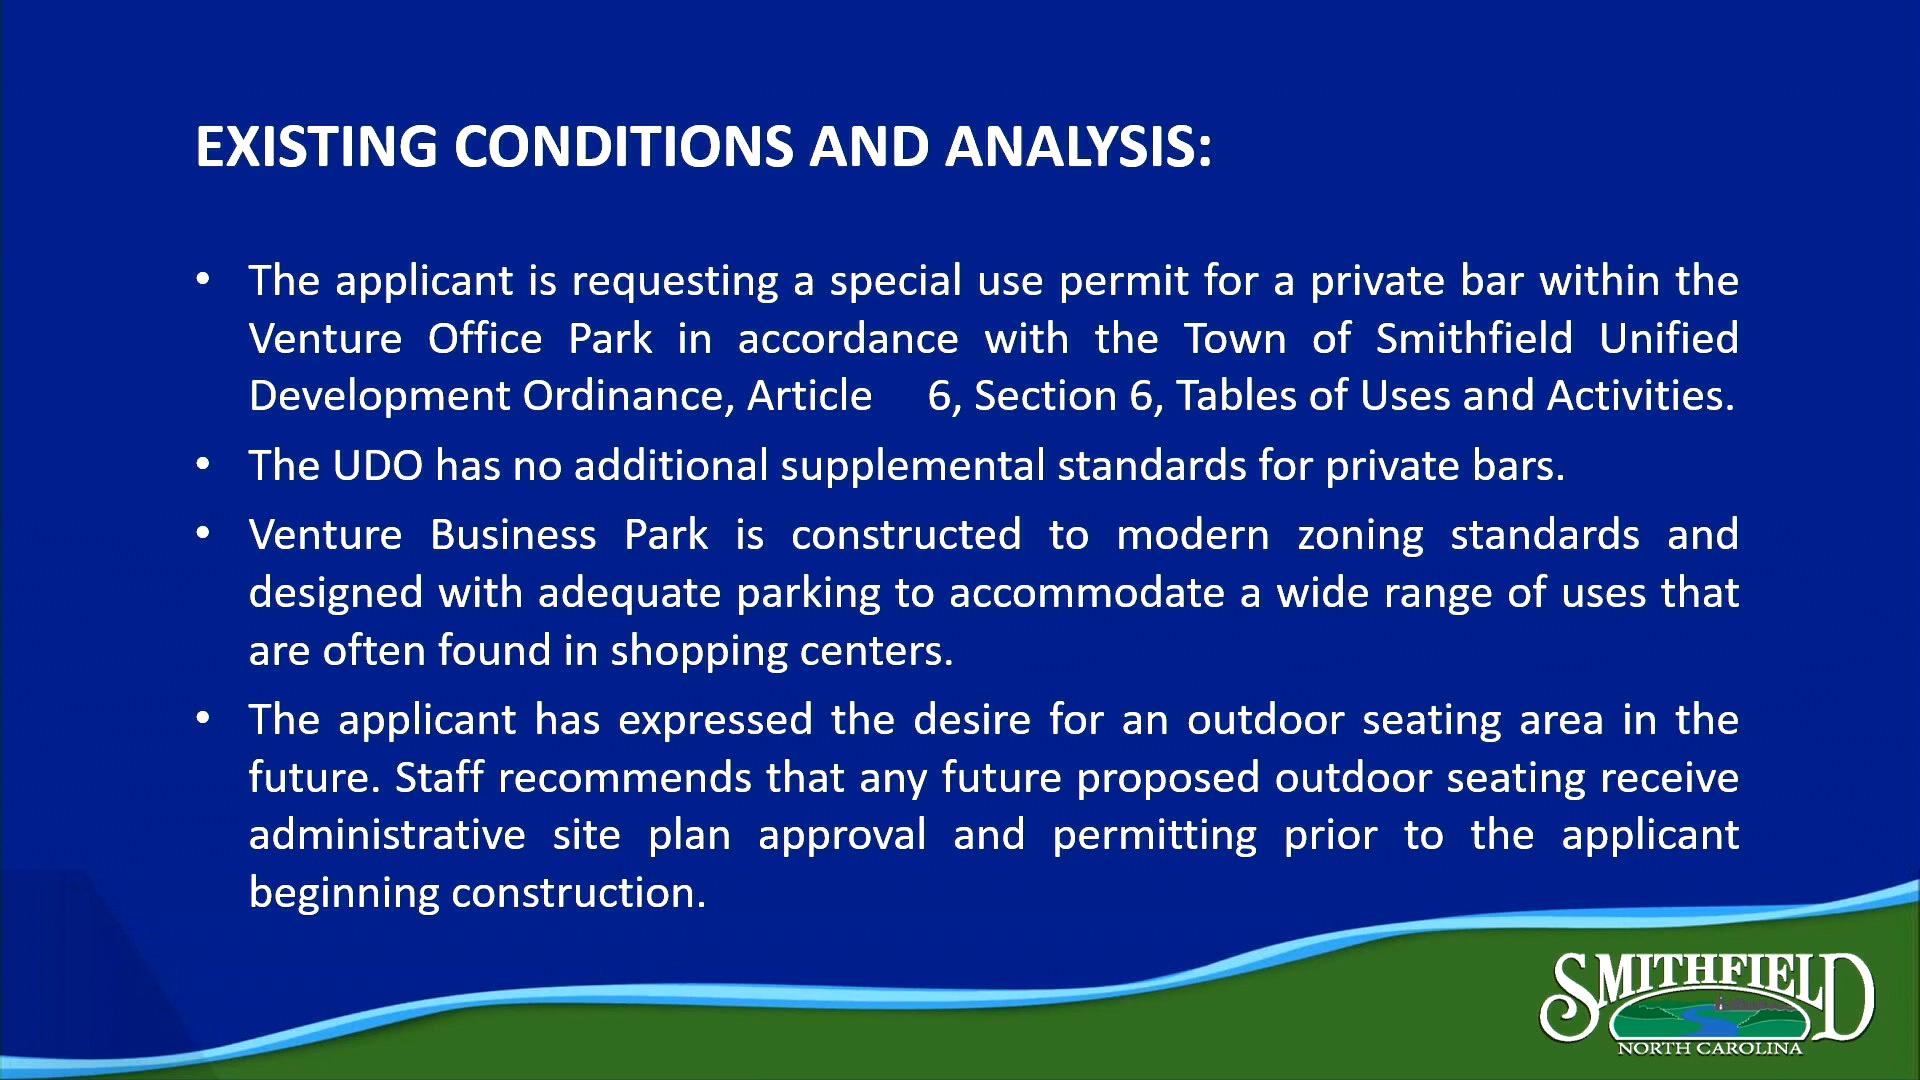 EXISTING CONDITIONS AND ANALYSIS:
• The applicant is requesting a special use permit for a private bar within the
Venture Office Park in accordance with the Town of Smithfield Unified
Development Ordinance, Article 6, Section 6, Tables of Uses and Activities.
• The UDO has no additional supplemental standards for private bars.
• Venture Business Park is constructed to modern zoning standards and
designed with adequate parking to accommodate a wide range of uses that
are often found in shopping centers.
• The applicant has expressed the desire for an outdoor seating area in the
future. Staff recommends that any future proposed outdoor seating receive
administrative site plan approval and permitting prior to the applicant
beginning construction.
SMITHFIELD
NORTH CAROLINA